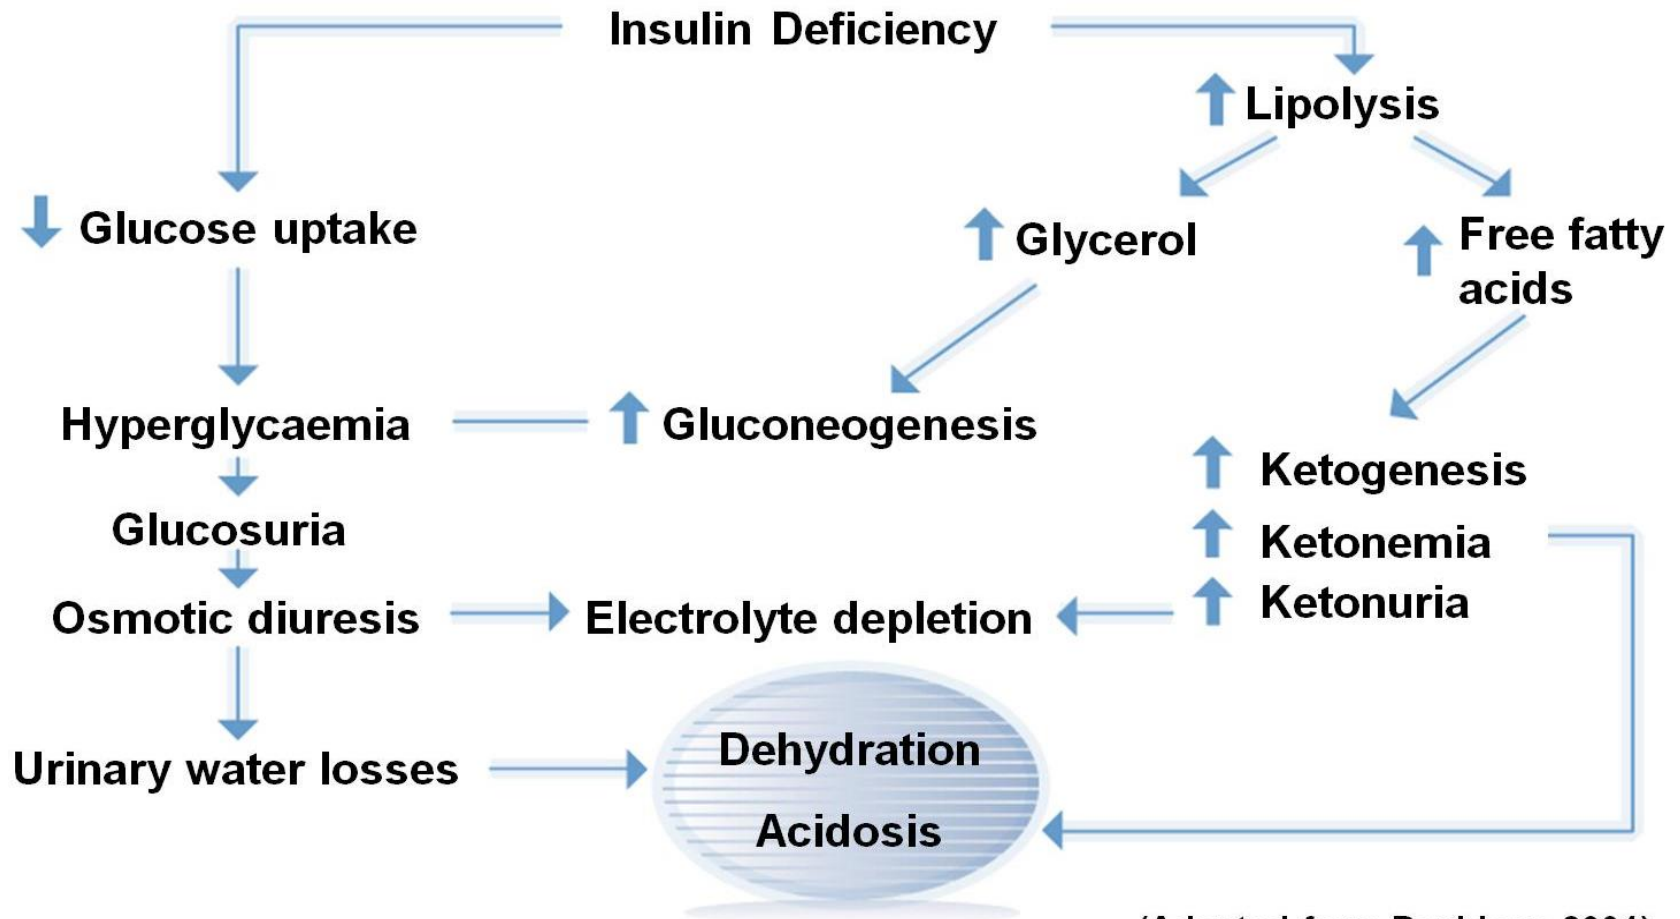 Insulin Deficiency
Lipolysis
Glucose uptake
Glycerol
Free fatty
acids
Hyperglycaemia
Gluconeogenesis
Ketogenesis
Glucosuria
Ketonemia
Osmotic diuresis
Electrolyte depletion
Ketonuria
Urinary water losses
Dehydration
Acidosis